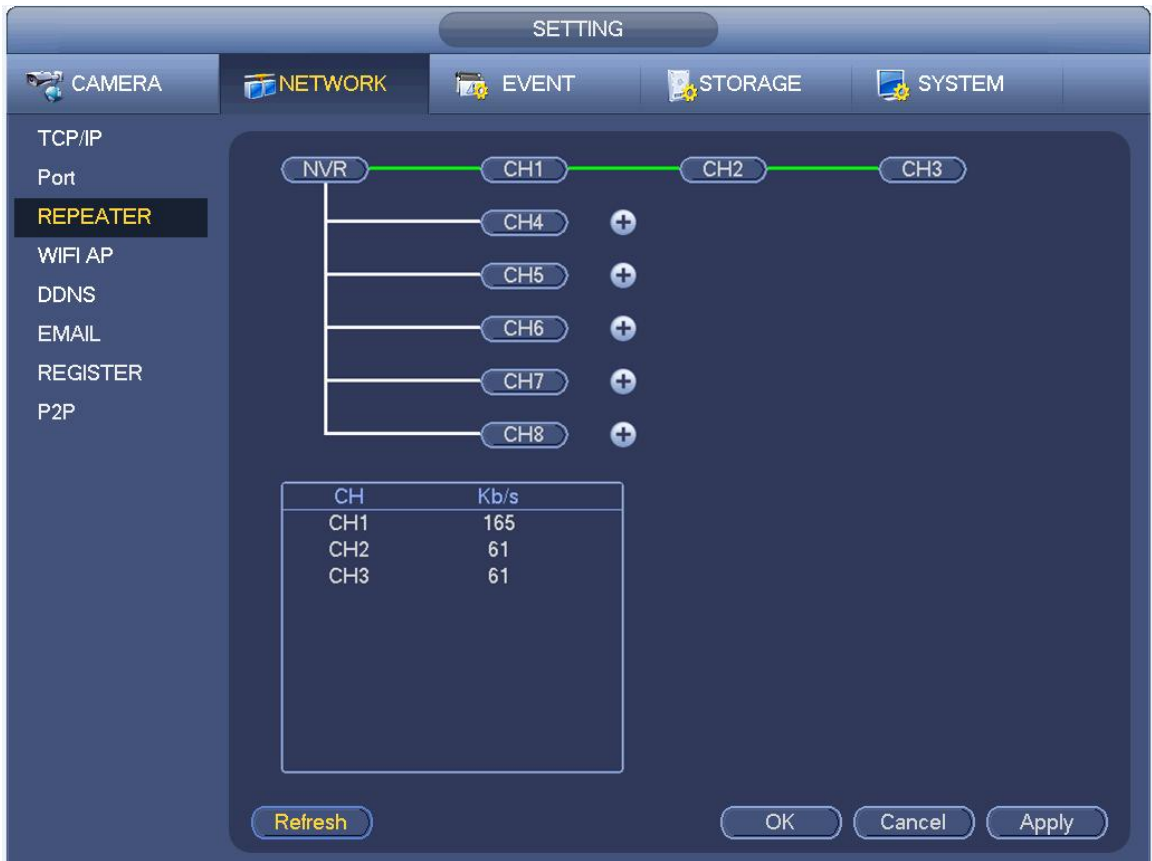 SETTING
CAMERA NETWORK EVENT STORAGE SYSTEM
TCP/IP
Port
REPEATER
WIFI AP
DDNS
EMAIL
REGISTER
P2P
NVR CH1 CH2 CH3
CH4
CH5
CH6
CH7
CH8
CH Kb/s
CH1 165
CH2 61
CH3 61
Refresh OK Cancel Apply